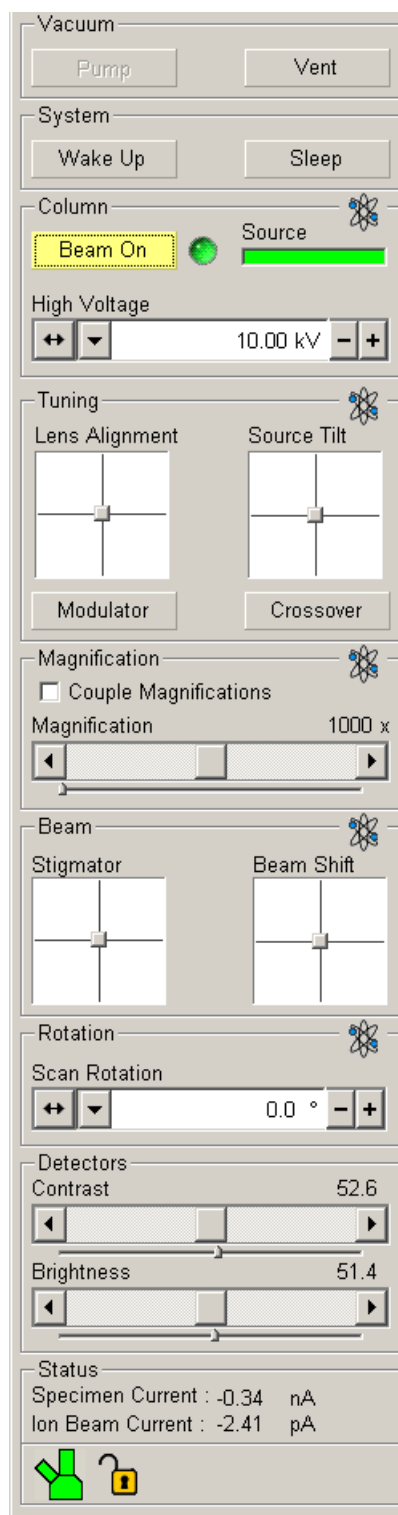 Vacuum
Pump Vent
System
Wake Up Sleep
Column
Beam On Source
High Voltage
10.00 kV − +
Tuning
Lens Alignment Source Tilt
Modulator Crossover
Magnification
Couple Magnifications
Magnification 1000 x
Beam
Stigmator Beam Shift
Rotation
Scan Rotation
0.0 ° − +
Detectors
Contrast 52.6
Brightness 51.4
Status
Specimen Current : -0.34 nA
Ion Beam Current : -2.41 pA